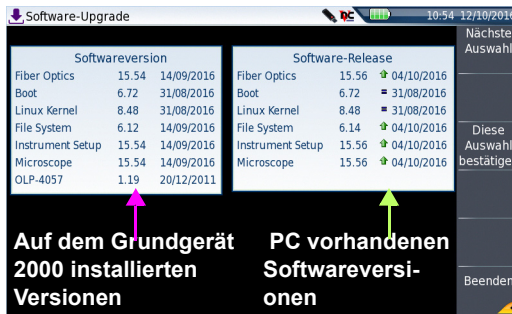 Software-Upgrade
10:54 12/10/2016
Softwareversion
Fiber Optics 15.54 14/09/2016
Boot 6.72 31/08/2016
Linux Kernel 8.48 31/08/2016
File System 6.12 14/09/2016
Instrument Setup 15.54 14/09/2016
Microscope 15.54 14/09/2016
OLP-4057 1.19 20/12/2011
Software-Release
Fiber Optics 15.56 04/10/2016
Boot 6.72 = 31/08/2016
Linux Kernel 8.48 = 31/08/2016
File System 6.14 04/10/2016
Instrument Setup 15.56 04/10/2016
Microscope 15.56 04/10/2016
Auf dem Grundgerät
2000 installierten
Versionen
PC vorhandenen
Softwareversi-
onen
Nächste
Auswahl
Diese
Auswahl
bestätige
Beenden